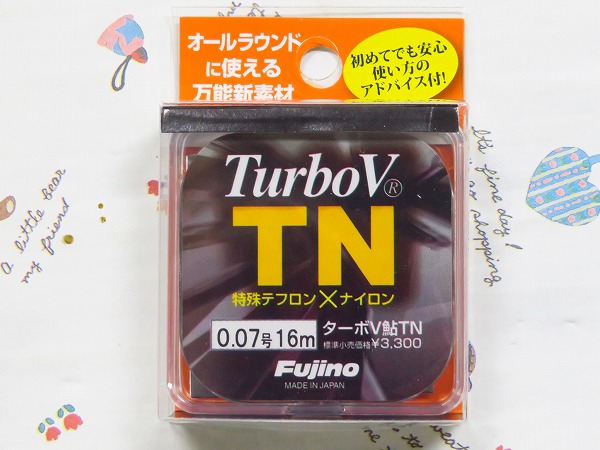 オールラウンド
に使える
万能新素材
初めてでも安心
使い方の
アドバイス付!
TurboV®
TN
特殊テフロン×ナイロン
0.07号16m
ターボV鮎TN
標準小売価格¥3,300
Fujino
MADE IN JAPAN
a little bear
my friend
It's fine day!
go shopping